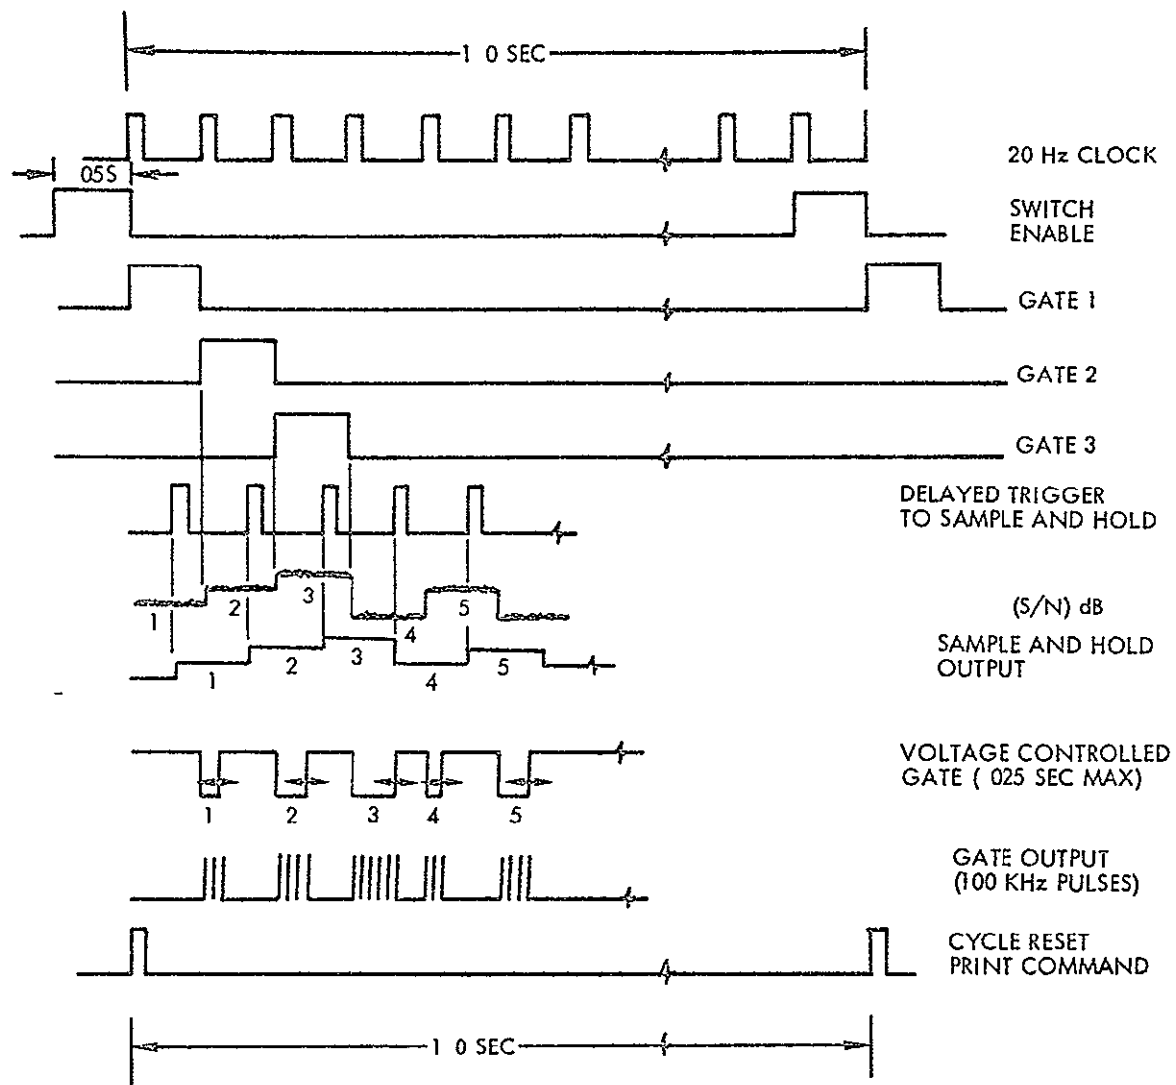 1 0 SEC
20 Hz CLOCK
05S
SWITCH
ENABLE
GATE 1
GATE 2
GATE 3
DELAYED TRIGGER
TO SAMPLE AND HOLD
1 2 3 4 5
(S/N) dB
SAMPLE AND HOLD
OUTPUT
1 2 3 4 5
VOLTAGE CONTROLLED
GATE ( 025 SEC MAX)
1 2 3 4 5
GATE OUTPUT
(100 KHz PULSES)
CYCLE RESET
PRINT COMMAND
1 0 SEC